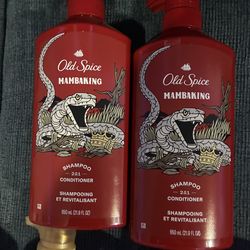 Old Spice
MAMBAKING
SHAMPOO
2IN1
CONDITIONER
SHAMPOOING
ET REVITALISANT
650 ml (21.9 FL OZ)
Old Spice
MAMBAKING
SHAMPOO
2IN1
CONDITIONER
SHAMPOOING
ET REVITALISANT
650 ml (21.9 FL OZ)